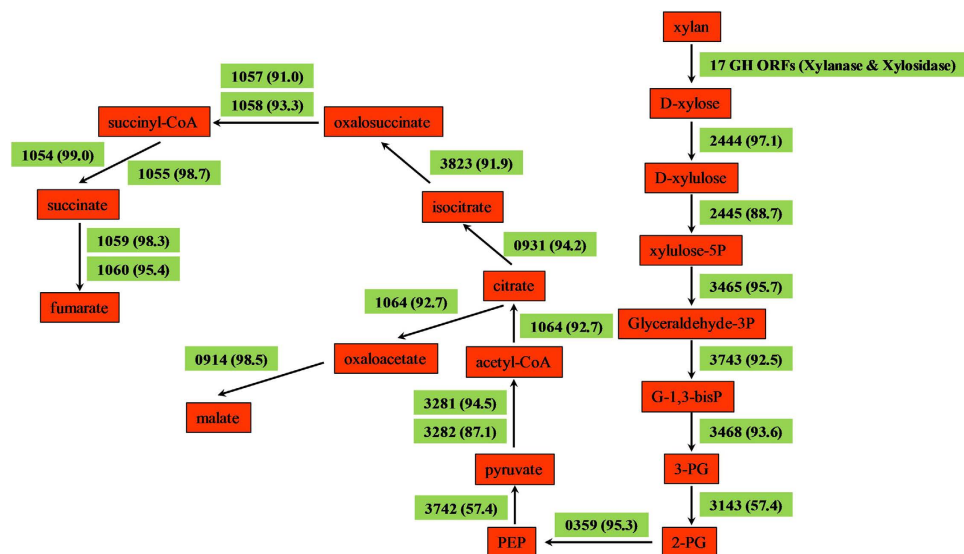 xylan
17 GH ORFs (Xylanase & Xylosidase)
1057 (91.0)
1058 (93.3)
D-xylose
succinyl-CoA
oxalosuccinate
2444 (97.1)
1054 (99.0)
3823 (91.9)
1055 (98.7)
D-xylulose
succinate
isocitrate
2445 (88.7)
1059 (98.3)
0931 (94.2)
xylulose-5P
1060 (95.4)
citrate
3465 (95.7)
fumarate
1064 (92.7)
Glyceraldehyde-3P
1064 (92.7)
0914 (98.5)
oxaloacetate
acetyl-CoA
3743 (92.5)
malate
3281 (94.5)
G-1,3-bisP
3282 (87.1)
3468 (93.6)
pyruvate
3-PG
3742 (57.4)
3143 (57.4)
0359 (95.3)
PEP
2-PG